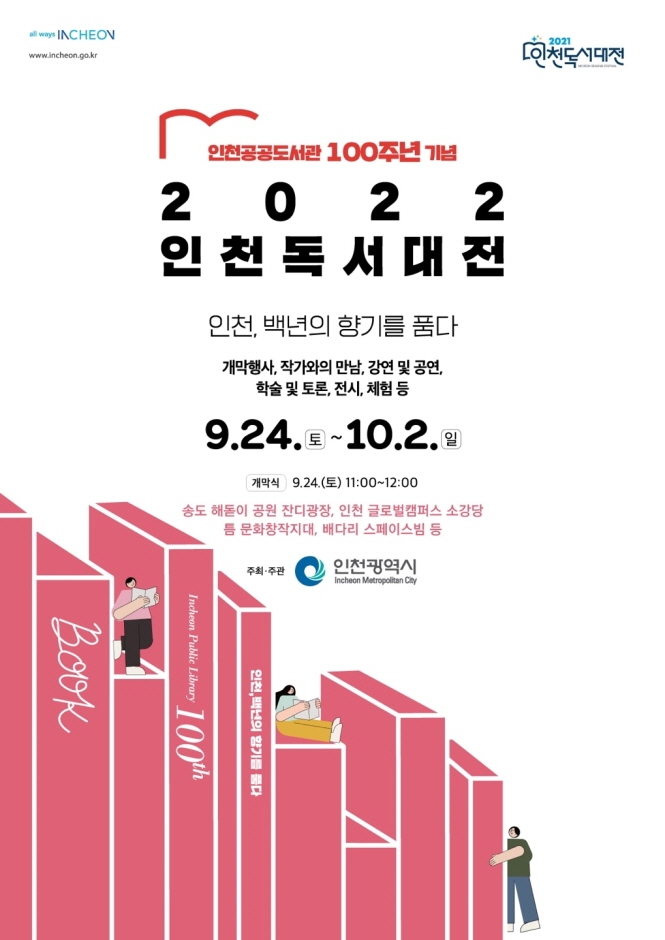 all ways INCHEON
www.incheon.go.kr
2021
인천독서대전
인천공공도서관 100주년 기념
2022
인천독서대전
인천, 백년의 향기를 품다
개막행사, 작가와의 만남, 강연 및 공연,
학술 및 토론, 전시, 체험 등
9.24.토~10.2.일
개막식 9.24.(토) 11:00~12:00
송도 해돋이 공원 잔디광장, 인천 글로벌캠퍼스 소강당
틈 문화창작지대, 배다리 스페이스빔 등
주최·주관 인천광역시
Incheon Metropolitan City
Book
Incheon Public Library 100th
인천, 백년의 향기를 품다